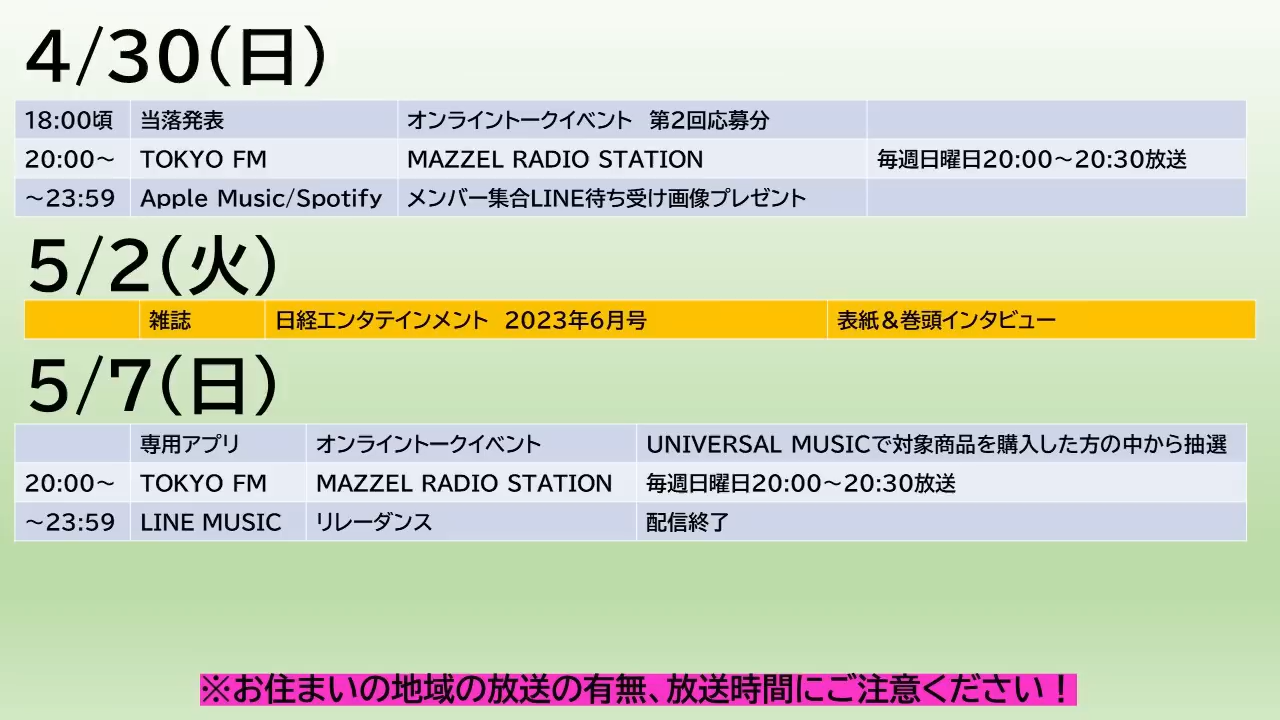 4/30(日)
18:00頃 当落発表 オンライントークイベント　第2回応募分
20:00～ TOKYO FM MAZZEL RADIO STATION 毎週日曜日20:00～20:30放送
～23:59 Apple Music/Spotify メンバー集合LINE待ち受け画像プレゼント
5/2(火)
雑誌 日経エンタテインメント　2023年6月号 表紙＆巻頭インタビュー
5/7(日)
専用アプリ オンライントークイベント UNIVERSAL MUSICで対象商品を購入した方の中から抽選
20:00～ TOKYO FM MAZZEL RADIO STATION 毎週日曜日20:00～20:30放送
～23:59 LINE MUSIC リレーダンス 配信終了
※お住まいの地域の放送の有無、放送時間にご注意ください！